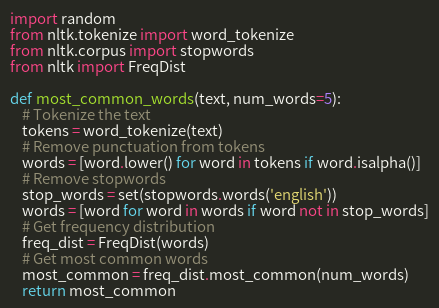 import random
from nltk.tokenize import word_tokenize
from nltk.corpus import stopwords
from nltk import FreqDist

def most_common_words(text, num_words=5):
    # Tokenize the text
    tokens = word_tokenize(text)
    # Remove punctuation from tokens
    words = [word.lower() for word in tokens if word.isalpha()]
    # Remove stopwords
    stop_words = set(stopwords.words('english'))
    words = [word for word in words if word not in stop_words]
    # Get frequency distribution
    freq_dist = FreqDist(words)
    # Get most common words
    most_common = freq_dist.most_common(num_words)
    return most_common